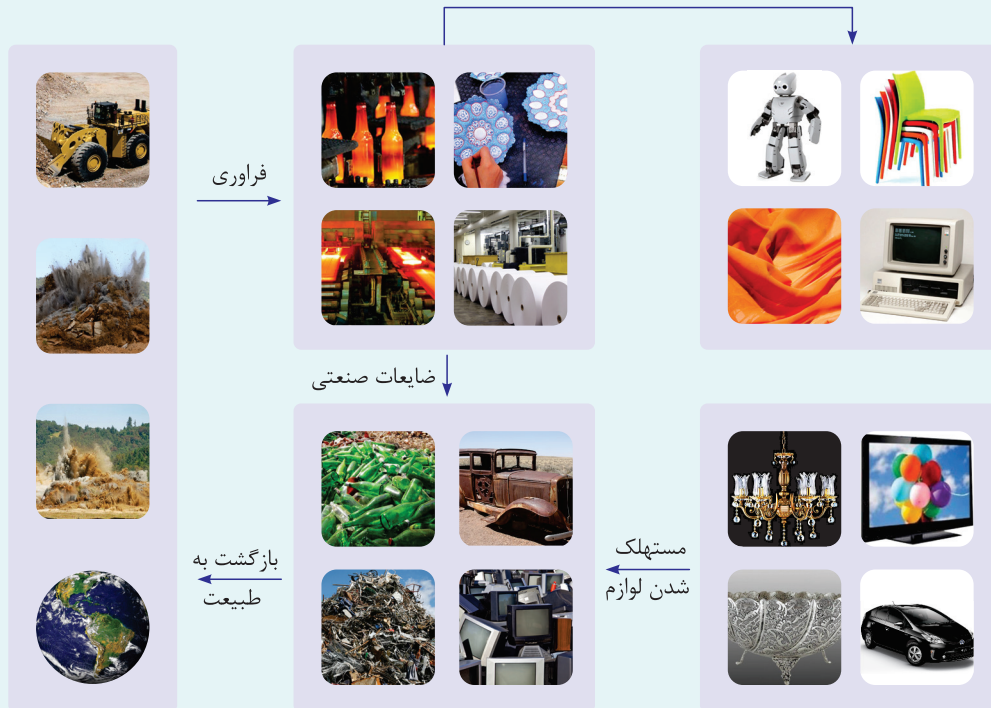 فراوری
ضایعات صنعتی
مستهلک
شدن لوازم
بازگشت به
طبیعت